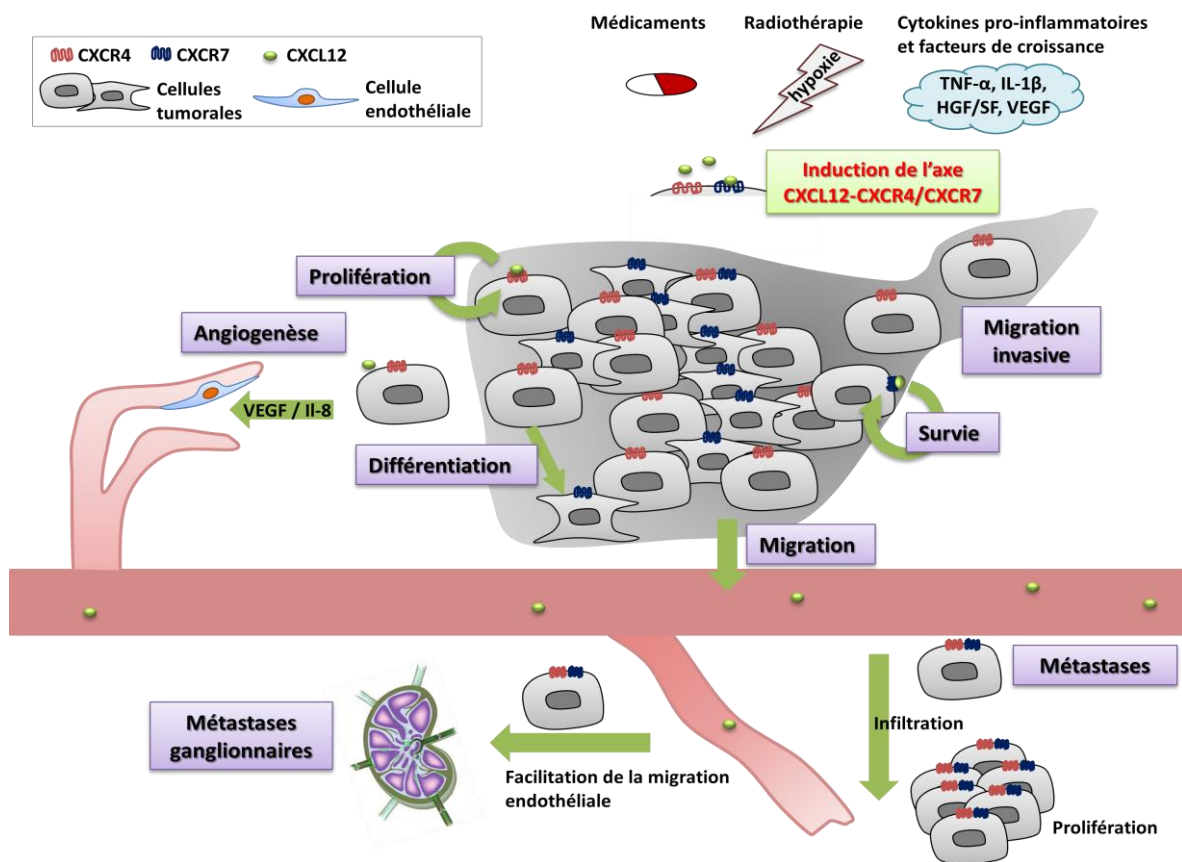 CXCR4
CXCR7
CXCL12
Cellules
tumorales
Cellule
endothéliale
Médicaments
Radiothérapie
hypoxie
Cytokines pro-inflammatoires
et facteurs de croissance
TNF-α, IL-1β,
HGF/SF, VEGF
Induction de l’axe
CXCL12-CXCR4/CXCR7
Prolifération
Angiogenèse
VEGF / Il-8
Différentiation
Migration
invasive
Survie
Migration
Métastases
Infiltration
Métastases
ganglionnaires
Facilitation de la migration
endothéliale
Prolifération